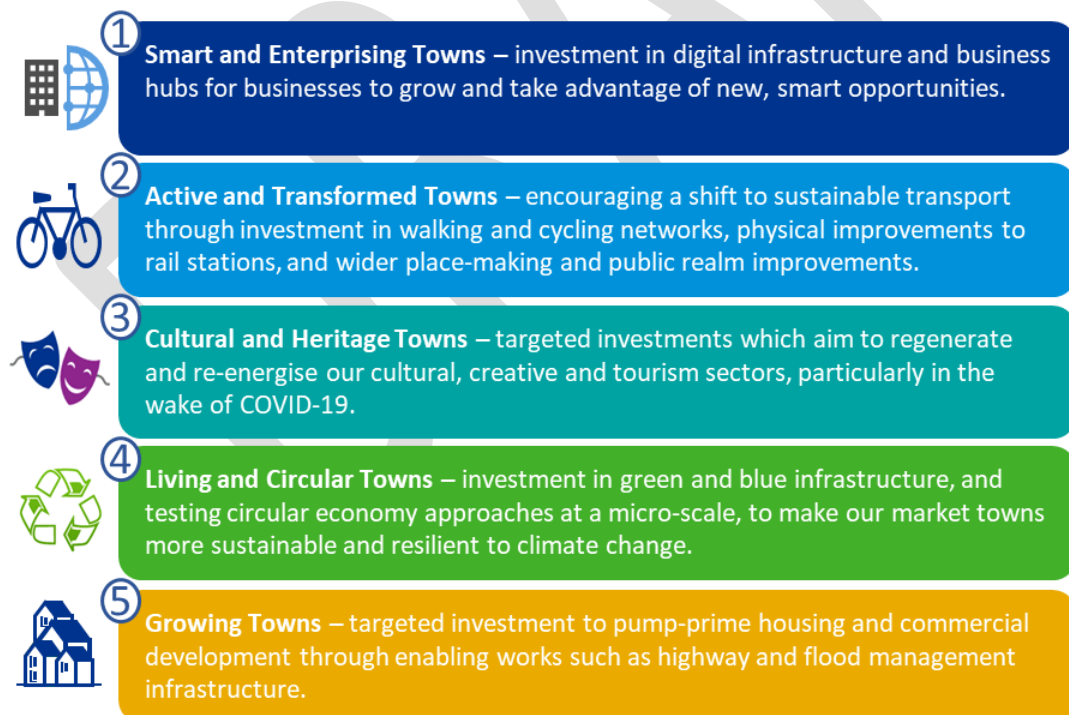 1
Smart and Enterprising Towns – investment in digital infrastructure and business
hubs for businesses to grow and take advantage of new, smart opportunities.
2
Active and Transformed Towns – encouraging a shift to sustainable transport
through investment in walking and cycling networks, physical improvements to
rail stations, and wider place-making and public realm improvements.
3
Cultural and Heritage Towns – targeted investments which aim to regenerate
and re-energise our cultural, creative and tourism sectors, particularly in the
wake of COVID-19.
4
Living and Circular Towns – investment in green and blue infrastructure, and
testing circular economy approaches at a micro-scale, to make our market towns
more sustainable and resilient to climate change.
5
Growing Towns – targeted investment to pump-prime housing and commercial
development through enabling works such as highway and flood management
infrastructure.